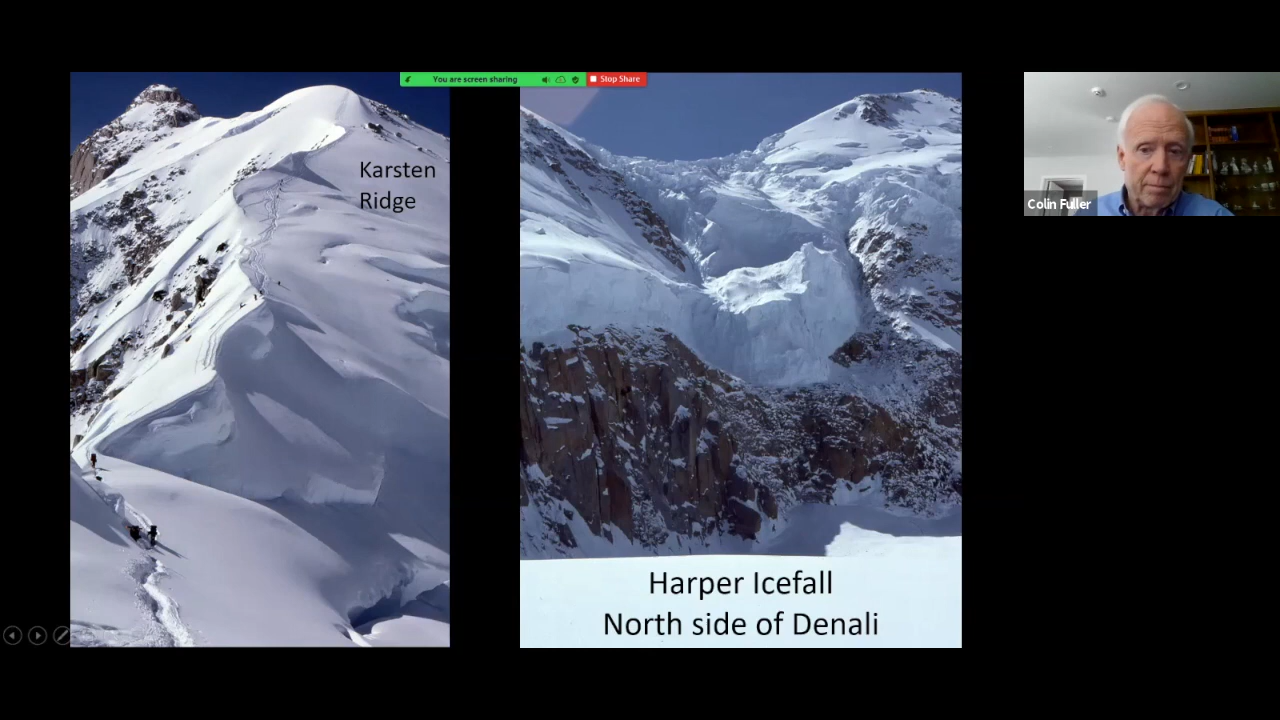 You are screen sharing
Stop Share
Karsten
Ridge
Colin Fuller
Harper Icefall
North side of Denali